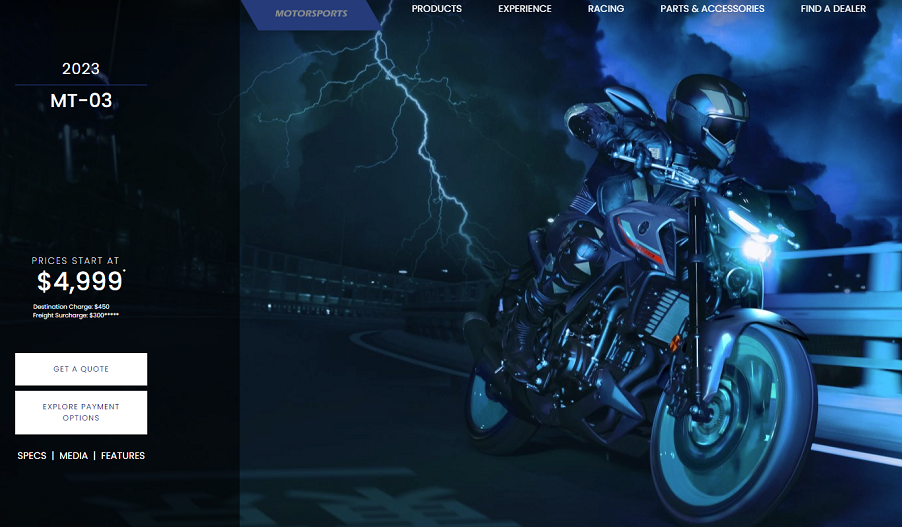 MOTORSPORTS
PRODUCTS EXPERIENCE RACING PARTS & ACCESSORIES FIND A DEALER
2023
MT-03
PRICES START AT
$4,999*
Destination Charge: $450
Freight Surcharge: $300*****
GET A QUOTE
EXPLORE PAYMENT
OPTIONS
SPECS | MEDIA | FEATURES